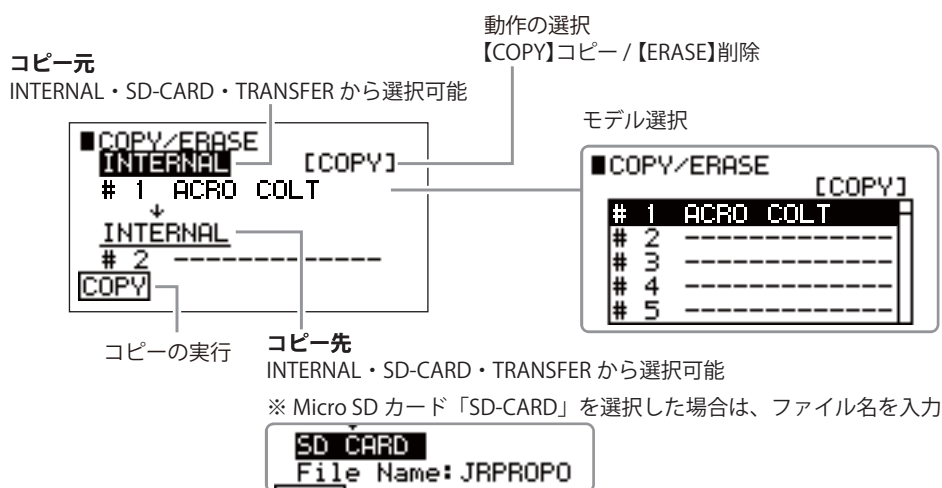 動作の選択
【COPY】コピー / 【ERASE】削除
コピー元
INTERNAL・SD-CARD・TRANSFER から選択可能
■COPY/ERASE
INTERNAL [COPY]
# 1 ACRO COLT
↓
INTERNAL
# 2 -------------
COPY
モデル選択
■COPY/ERASE
[COPY]
# 1 ACRO COLT
# 2 -------------
# 3 -------------
# 4 -------------
# 5 -------------
コピーの実行
コピー先
INTERNAL・SD-CARD・TRANSFER から選択可能
※ Micro SD カード「SD-CARD」を選択した場合は、ファイル名を入力
SD CARD
File Name:JRPROPO